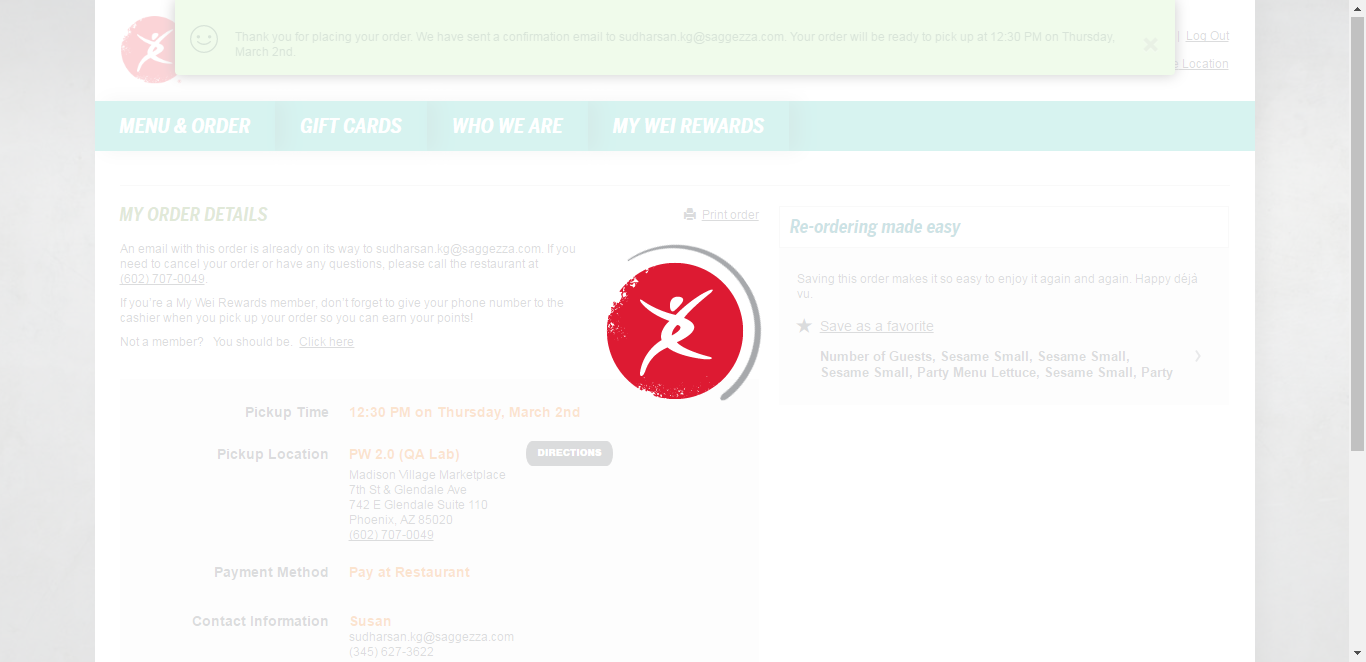 Thank you for placing your order. We have sent a confirmation email to sudharsan.kg@saggezza.com. Your order will be ready to pick up at 12:30 PM on Thursday,
March 2nd.
| Log Out
Location
MENU & ORDER
GIFT CARDS
WHO WE ARE
MY WEI REWARDS
MY ORDER DETAILS
Print order
An email with this order is already on its way to sudharsan.kg@saggezza.com. If you
need to cancel your order or have any questions, please call the restaurant at
(602) 707-0049.
If you're a My Wei Rewards member, don't forget to give your phone number to the
cashier when you pick up your order so you can earn your points!
Not a member? You should be. Click here
Re-ordering made easy
Saving this order makes it so easy to enjoy it again and again. Happy dèjá
vu.
Save as a favorite
Number of Guests, Sesame Small, Sesame Small,
Sesame Small, Party Menu Lettuce, Sesame Small, Party
Pickup Time
12:30 PM on Thursday, March 2nd
Pickup Location
PW 2.0 (QA Lab)
DIRECTIONS
Madison Village Marketplace
7th St & Glendale Ave
742 E Glendale Suite 110
Phoenix, AZ 85020
(602) 707-0049
Payment Method
Pay at Restaurant
Contact Information
Susan
sudharsan.kg@saggezza.com
(345) 627-3622